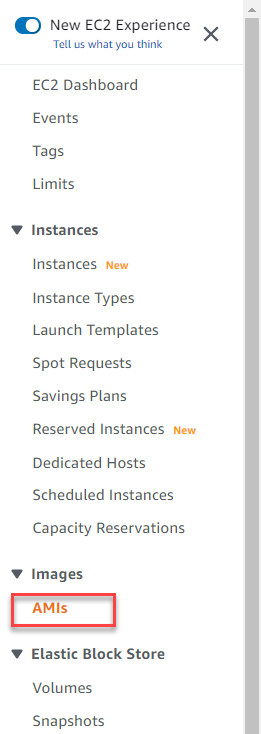 New EC2 Experience
Tell us what you think
EC2 Dashboard
Events
Tags
Limits
Instances
Instances New
Instance Types
Launch Templates
Spot Requests
Savings Plans
Reserved Instances New
Dedicated Hosts
Scheduled Instances
Capacity Reservations
Images
AMIs
Elastic Block Store
Volumes
Snapshots